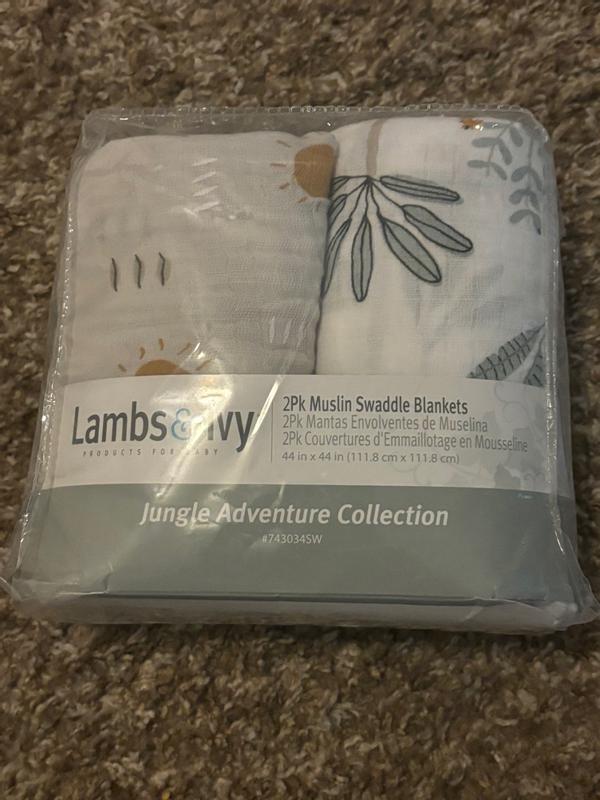 Lambs & Ivy
PRODUCTS FOR BABY
2Pk Muslin Swaddle Blankets
2Pk Mantas Envolventes de Muselina
2Pk Couvertures d'Emmaillotage en Mousseline
44 in x 44 in (111.8 cm x 111.8 cm)
Jungle Adventure Collection
#743034SW